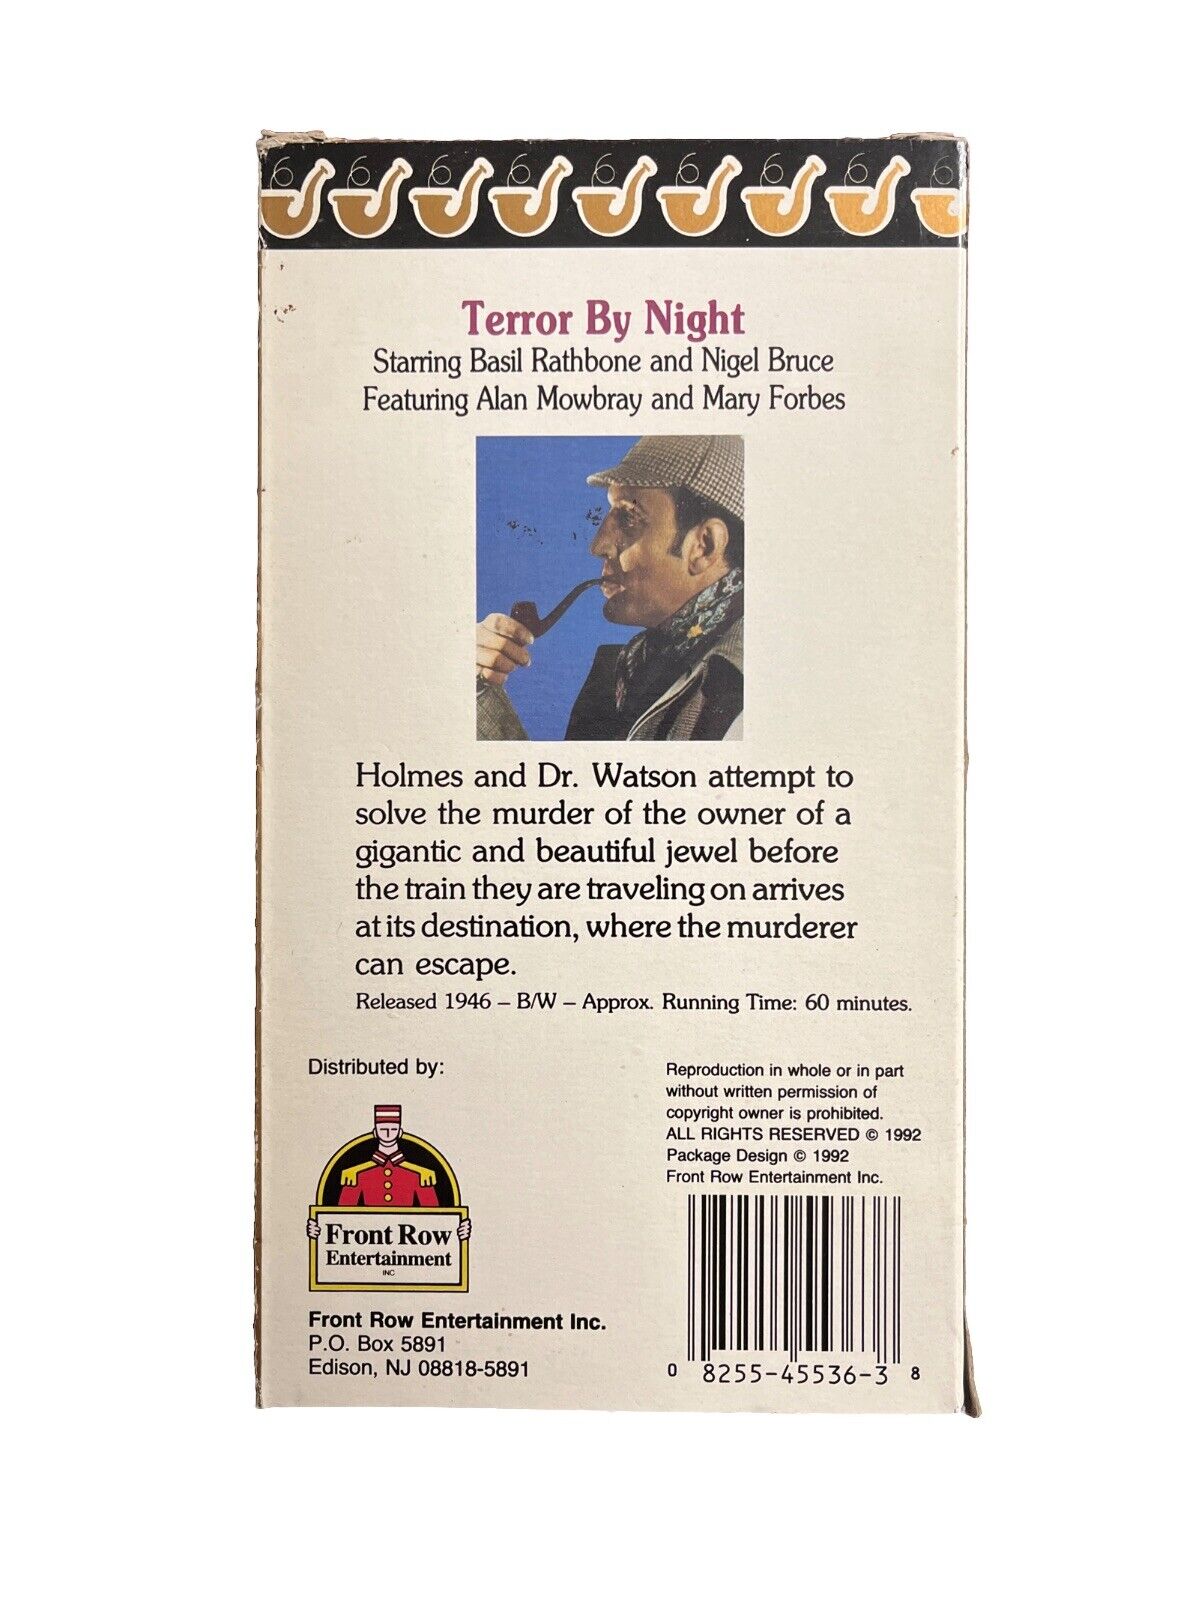 Terror By Night
Starring Basil Rathbone and Nigel Bruce
Featuring Alan Mowbray and Mary Forbes
Holmes and Dr. Watson attempt to
solve the murder of the owner of a
gigantic and beautiful jewel before
the train they are traveling on arrives
at its destination, where the murderer
can escape.
Released 1946 – B/W – Approx. Running Time: 60 minutes.
Distributed by:
Front Row
Entertainment
INC
Front Row Entertainment Inc.
P.O. Box 5891
Edison, NJ 08818-5891
Reproduction in whole or in part
without written permission of
copyright owner is prohibited.
ALL RIGHTS RESERVED © 1992
Package Design © 1992
Front Row Entertainment Inc.
0 8255-45536-3 8